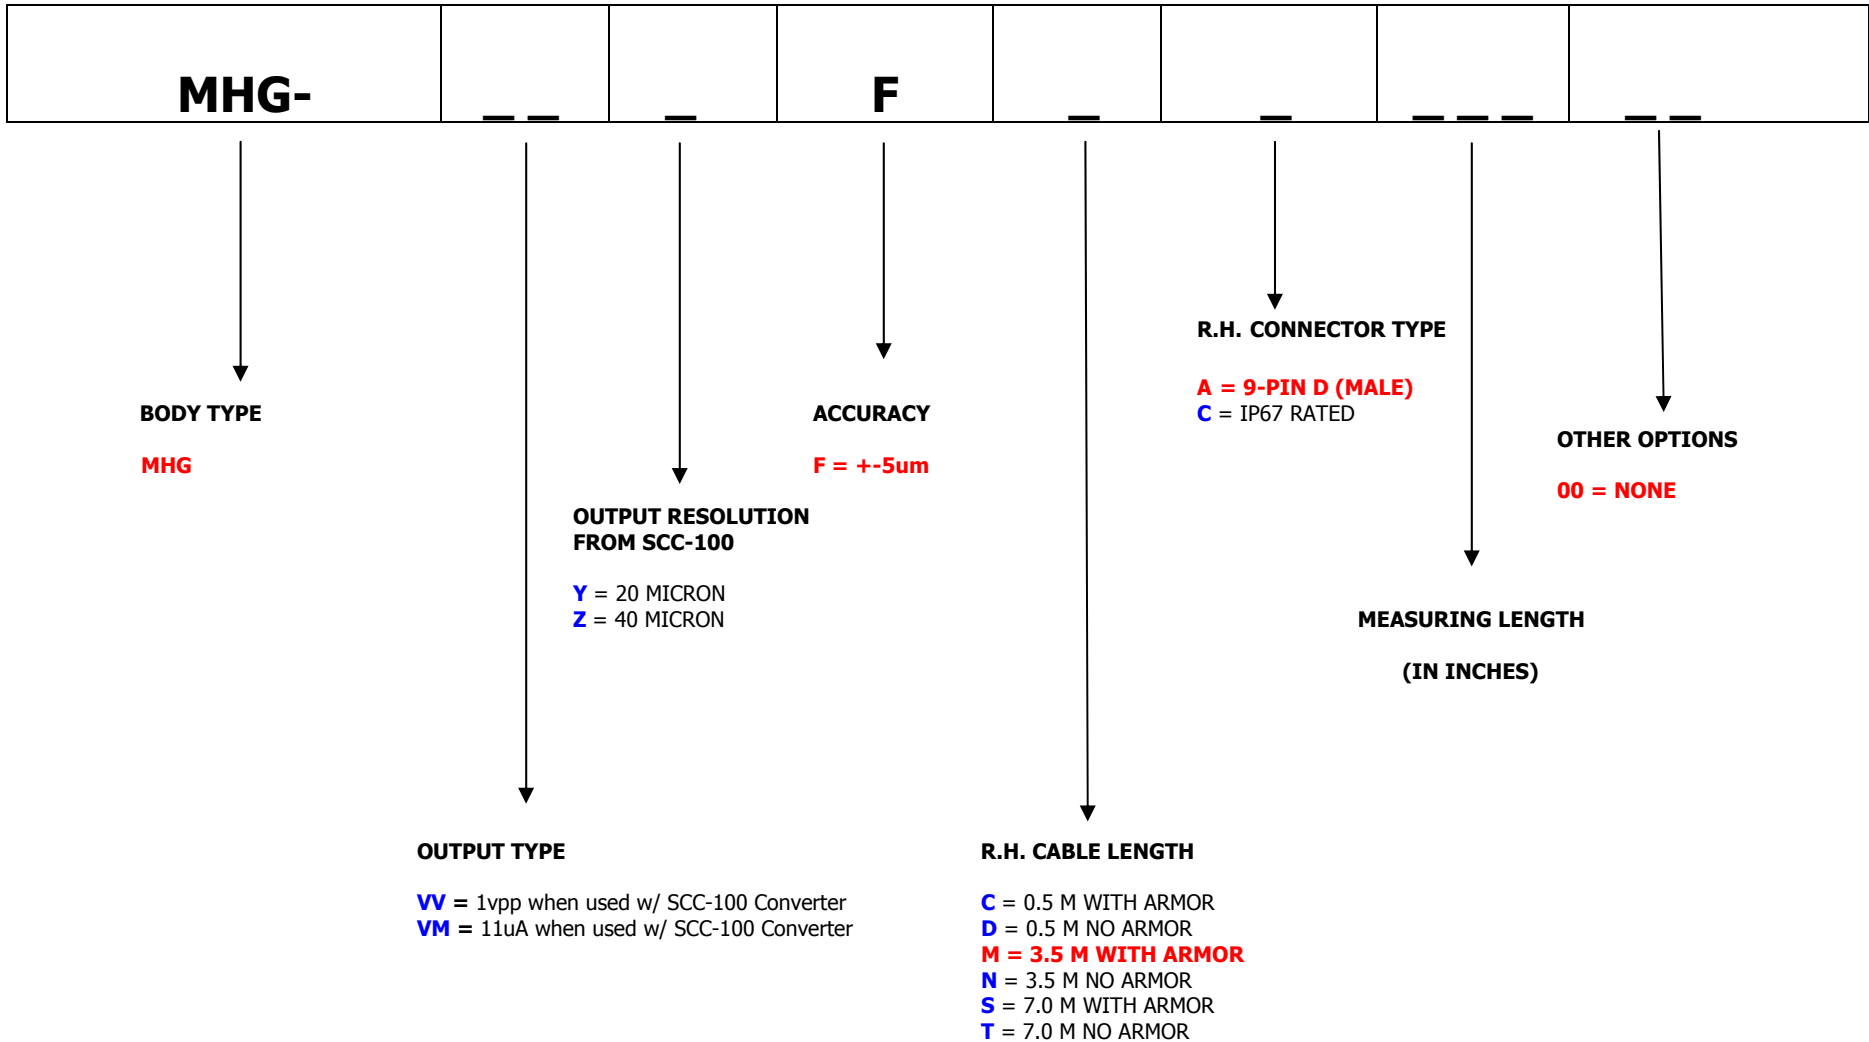 MHG- _ _ _ F _ _ _ _ _ _ _
BODY TYPE
MHG
OUTPUT TYPE
VV = 1vpp when used w/ SCC-100 Converter
VM = 11uA when used w/ SCC-100 Converter
OUTPUT RESOLUTION
FROM SCC-100
Y = 20 MICRON
Z = 40 MICRON
ACCURACY
F = +-5um
R.H. CABLE LENGTH
C = 0.5 M WITH ARMOR
D = 0.5 M NO ARMOR
M = 3.5 M WITH ARMOR
N = 3.5 M NO ARMOR
S = 7.0 M WITH ARMOR
T = 7.0 M NO ARMOR
R.H. CONNECTOR TYPE
A = 9-PIN D (MALE)
C = IP67 RATED
MEASURING LENGTH
(IN INCHES)
OTHER OPTIONS
00 = NONE